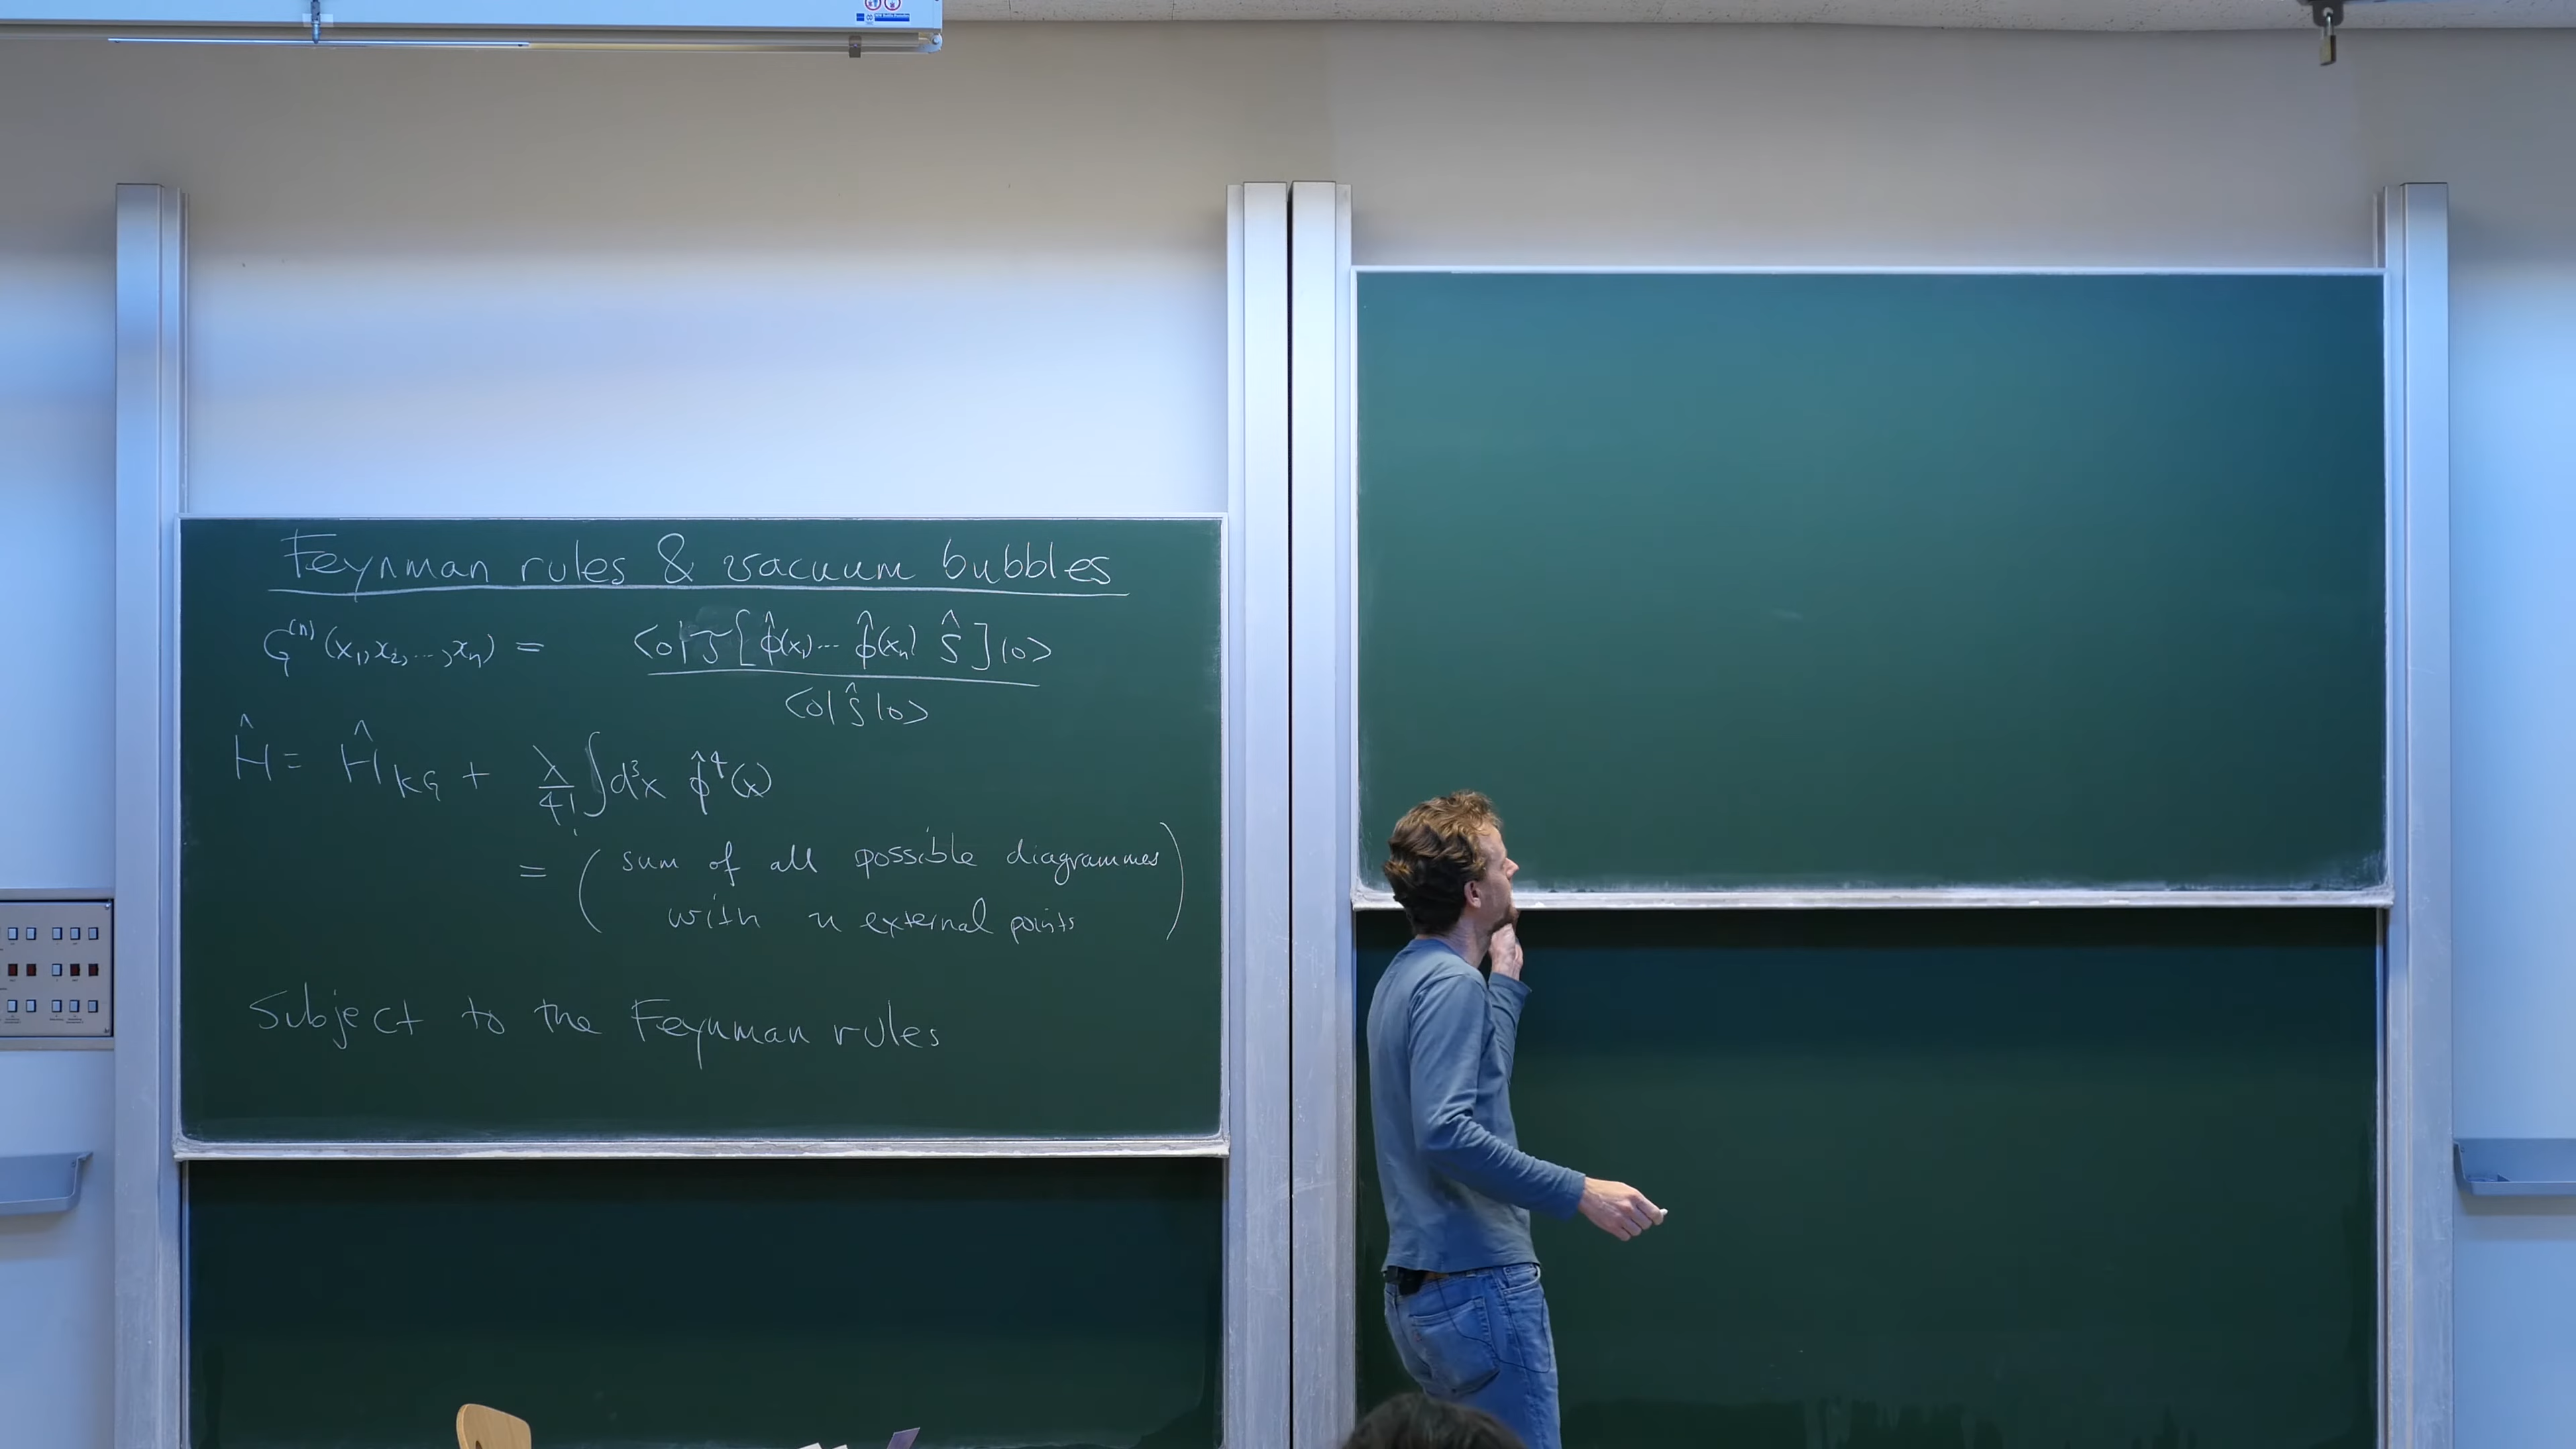 Feynman rules & vacuum bubbles
G⁽ⁿ⁾(x₁,x₂,...,xₙ) = <0|T[φ̂(x₁)... φ̂(xₙ) Ŝ]|0> / <0|Ŝ|0>
Ĥ = Ĥ_KG + λ/4! ∫d³x φ̂⁴(x)
= ( sum of all possible diagrammes
with n external points )
Subject to the Feynman rules